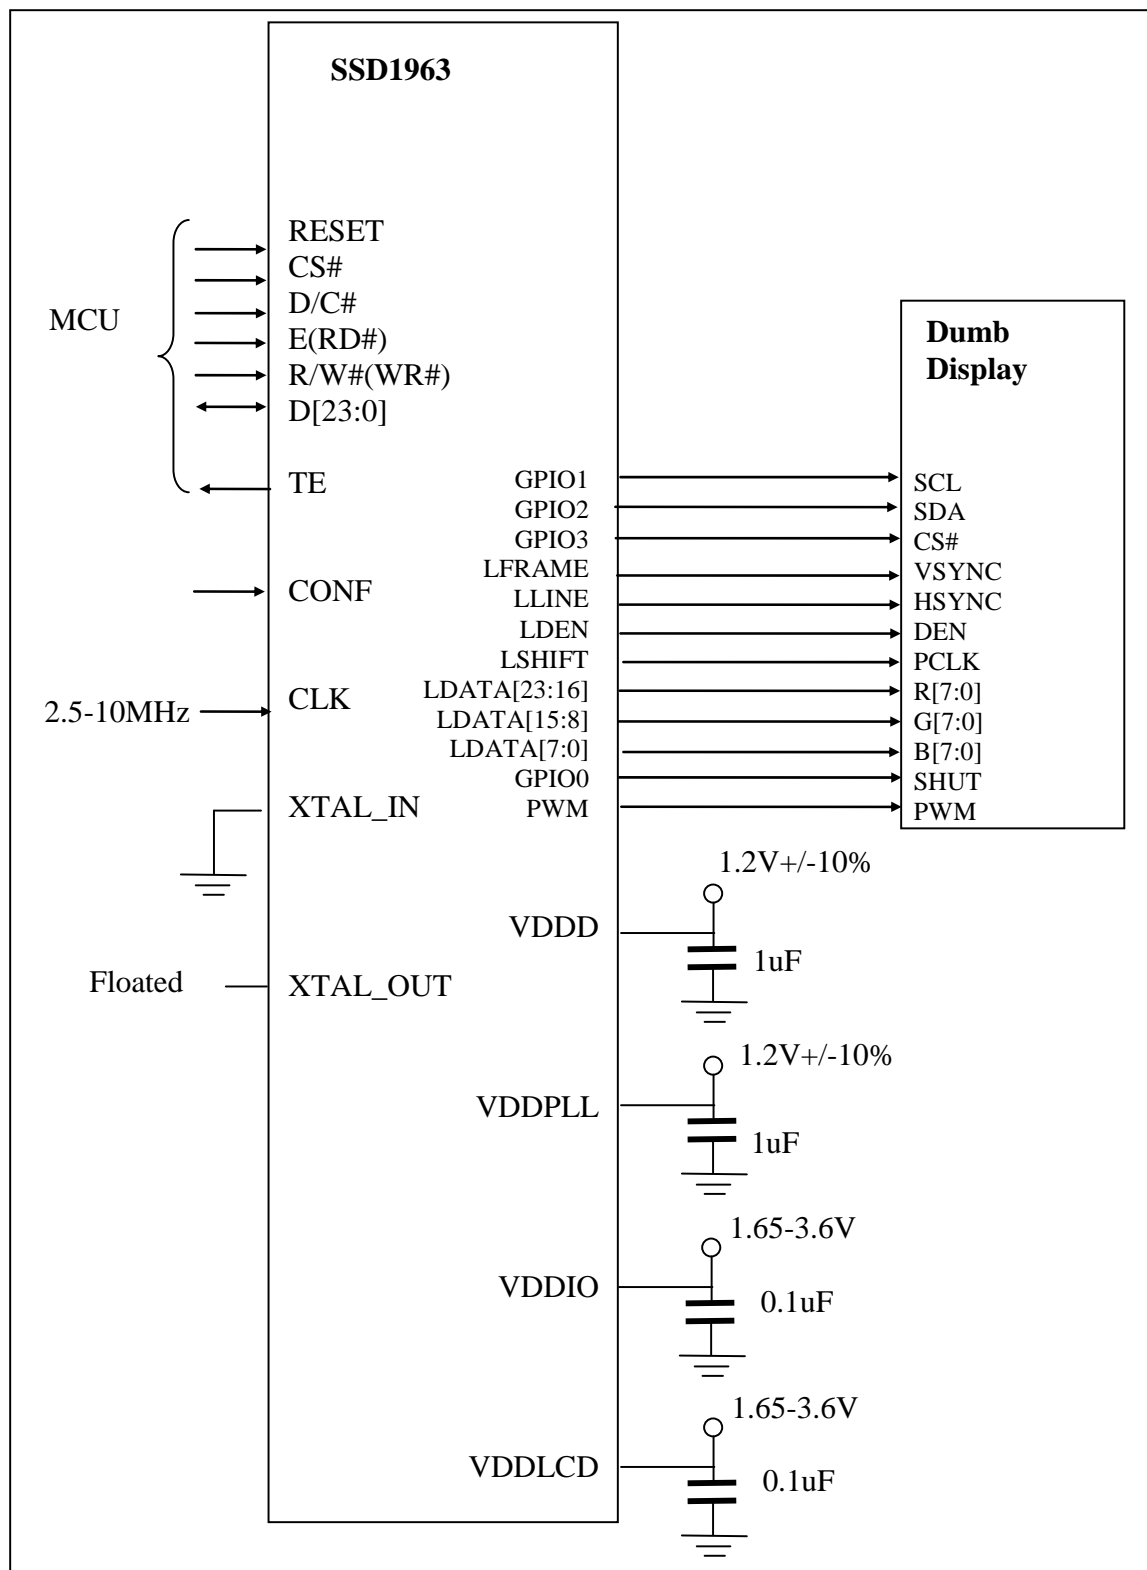 SSD1963
MCU
RESET
CS#
D/C#
E(RD#)
R/W#(WR#)
D[23:0]
TE
CONF
2.5-10MHz
CLK
XTAL_IN
Floated
XTAL_OUT
GPIO1
GPIO2
GPIO3
LFRAME
LLINE
LDEN
LSHIFT
LDATA[23:16]
LDATA[15:8]
LDATA[7:0]
GPIO0
PWM
Dumb
Display
SCL
SDA
CS#
VSYNC
HSYNC
DEN
PCLK
R[7:0]
G[7:0]
B[7:0]
SHUT
PWM
1.2V+/-10%
VDDD
1uF
1.2V+/-10%
VDDPLL
1uF
1.65-3.6V
VDDIO
0.1uF
1.65-3.6V
VDDLCD
0.1uF